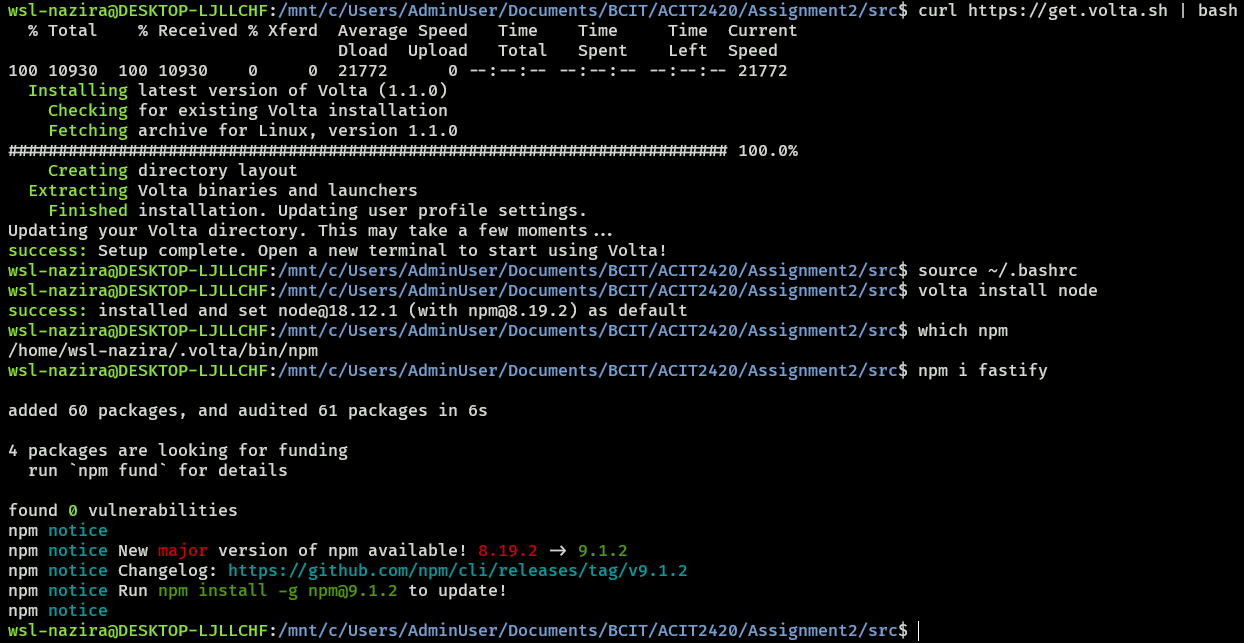 wsl-nazira@DESKTOP-LJLLCHF:/mnt/c/Users/AdminUser/Documents/BCIT/ACIT2420/Assignment2/src$ curl https://get.volta.sh | bash
  % Total    % Received % Xferd  Average Speed   Time    Time     Time  Current
                                 Dload  Upload   Total   Spent    Left  Speed
100 10930  100 10930    0     0  21772      0 --:--:-- --:--:-- --:--:-- 21772
  Installing latest version of Volta (1.1.0)
    Checking for existing Volta installation
    Fetching archive for Linux, version 1.1.0
######################################################################## 100.0%
    Creating directory layout
  Extracting Volta binaries and launchers
    Finished installation. Updating user profile settings.
Updating your Volta directory. This may take a few moments...
success: Setup complete. Open a new terminal to start using Volta!
wsl-nazira@DESKTOP-LJLLCHF:/mnt/c/Users/AdminUser/Documents/BCIT/ACIT2420/Assignment2/src$ source ~/.bashrc
wsl-nazira@DESKTOP-LJLLCHF:/mnt/c/Users/AdminUser/Documents/BCIT/ACIT2420/Assignment2/src$ volta install node
success: installed and set node@18.12.1 (with npm@8.19.2) as default
wsl-nazira@DESKTOP-LJLLCHF:/mnt/c/Users/AdminUser/Documents/BCIT/ACIT2420/Assignment2/src$ which npm
/home/wsl-nazira/.volta/bin/npm
wsl-nazira@DESKTOP-LJLLCHF:/mnt/c/Users/AdminUser/Documents/BCIT/ACIT2420/Assignment2/src$ npm i fastify

added 60 packages, and audited 61 packages in 6s

4 packages are looking for funding
  run `npm fund` for details

found 0 vulnerabilities
npm notice
npm notice New major version of npm available! 8.19.2 -> 9.1.2
npm notice Changelog: https://github.com/npm/cli/releases/tag/v9.1.2
npm notice Run npm install -g npm@9.1.2 to update!
npm notice
wsl-nazira@DESKTOP-LJLLCHF:/mnt/c/Users/AdminUser/Documents/BCIT/ACIT2420/Assignment2/src$